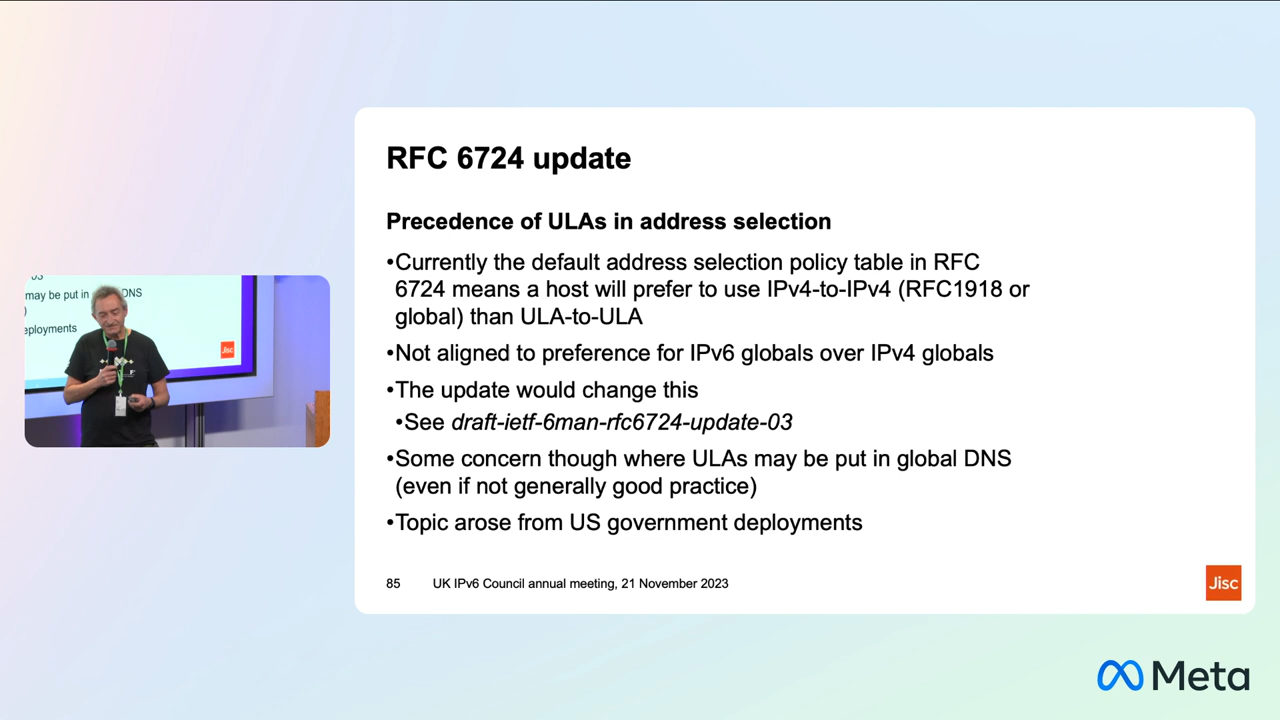 RFC 6724 update
Precedence of ULAs in address selection
•Currently the default address selection policy table in RFC
6724 means a host will prefer to use IPv4-to-IPv4 (RFC1918 or
global) than ULA-to-ULA
•Not aligned to preference for IPv6 globals over IPv4 globals
•The update would change this
•See draft-ietf-6man-rfc6724-update-03
•Some concern though where ULAs may be put in global DNS
(even if not generally good practice)
•Topic arose from US government deployments
85 UK IPv6 Council annual meeting, 21 November 2023
Jisc
may be put in DNS
)
eployments
Jisc
Meta